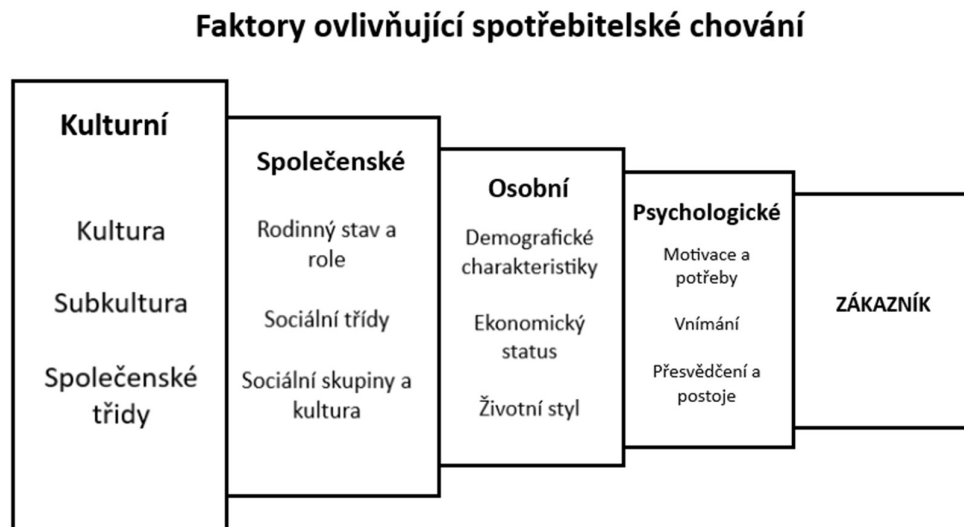 Faktory ovlivňující spotřebitelské chování
Kulturní
Kultura
Subkultura
Společenské
třidy
Společenské
Rodinný stav a
role
Sociální třídy
Sociální skupiny a
kultura
Osobní
Demografické
charakteristiky
Ekonomický
status
Životní styl
Psychologické
Motivace a
potřeby
Vnímání
Přesvědčení a
postoje
ZÁKAZNÍK